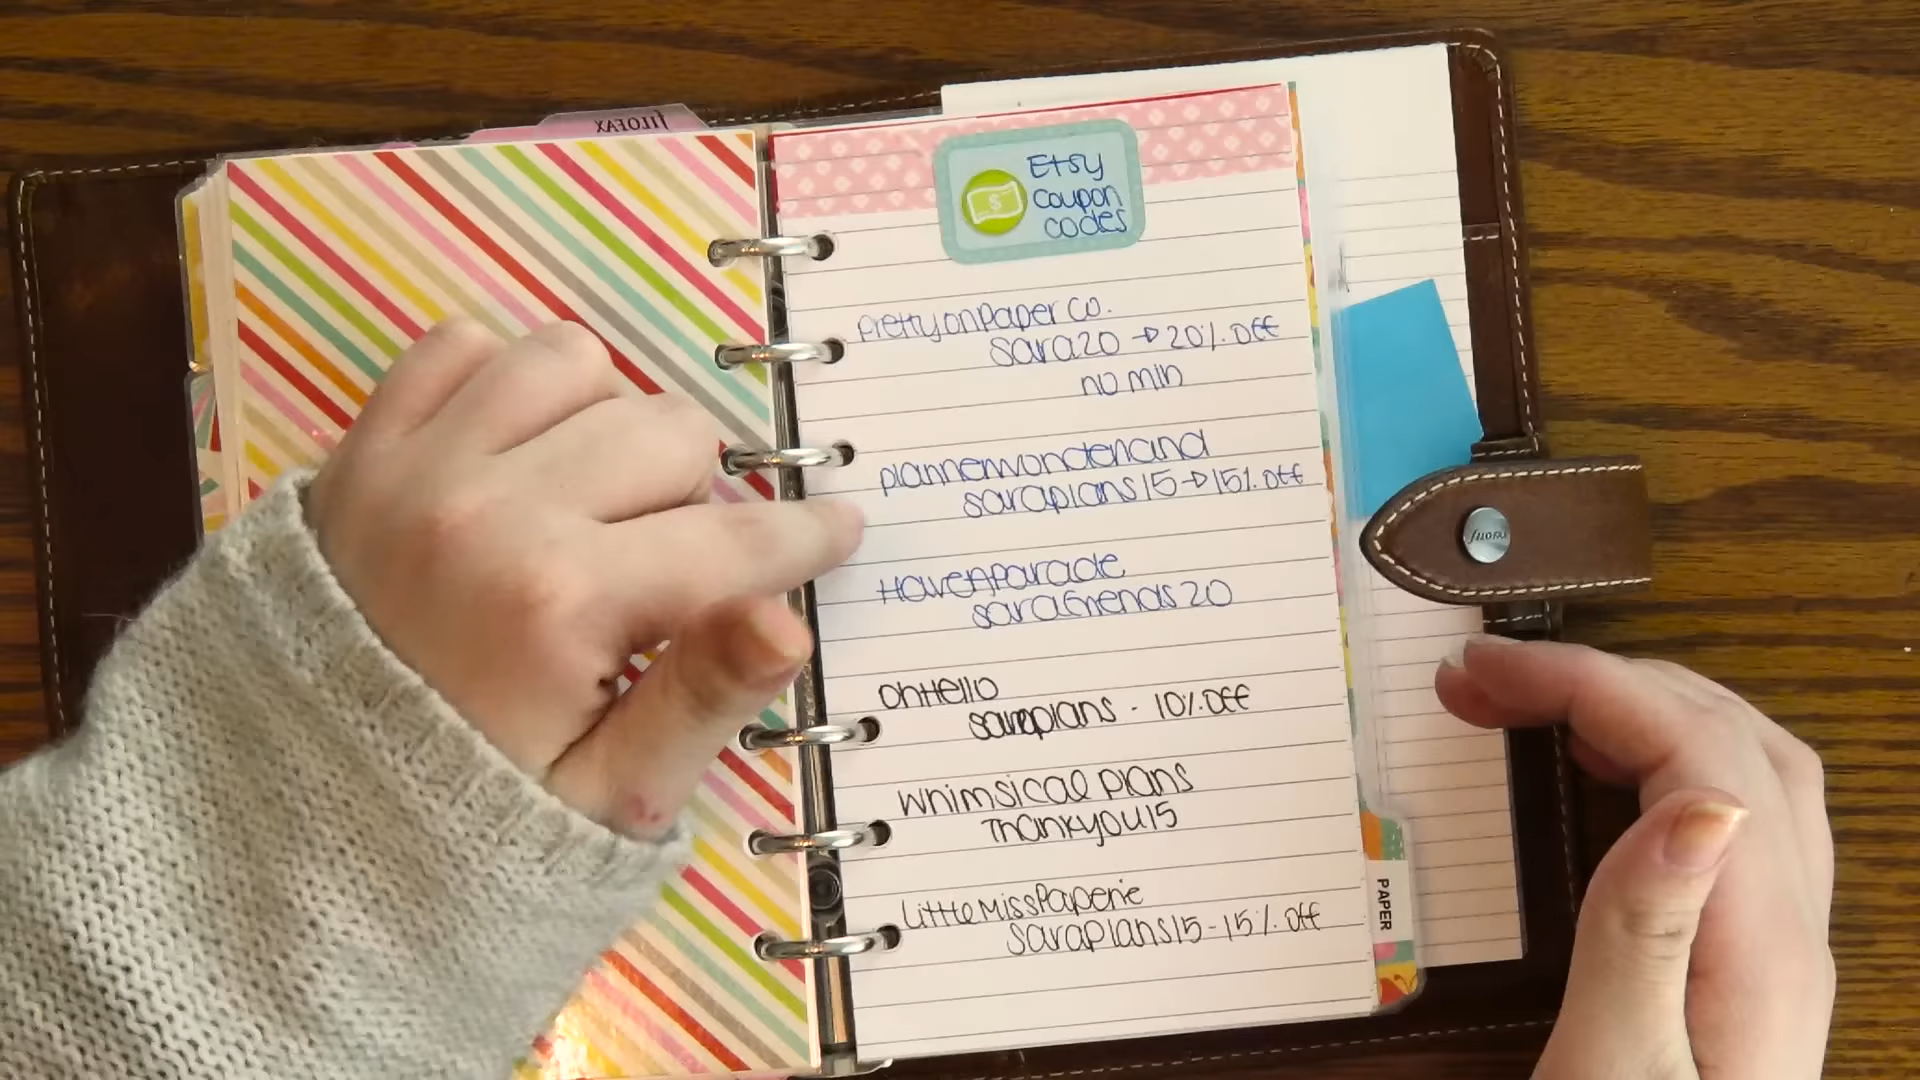 FILOFAX
Etsy
coupon
codes
prettyonpaper co.
sara20 → 20% off
no min
plannerwonderland
saraplans15 → 15% off
HaveAParade
sarafriends20
OhHello
saraplans - 10% off
whimsical plans
Thankyou15
LittleMissPaperie
saraplans15 - 15% off
filofax
PAPER